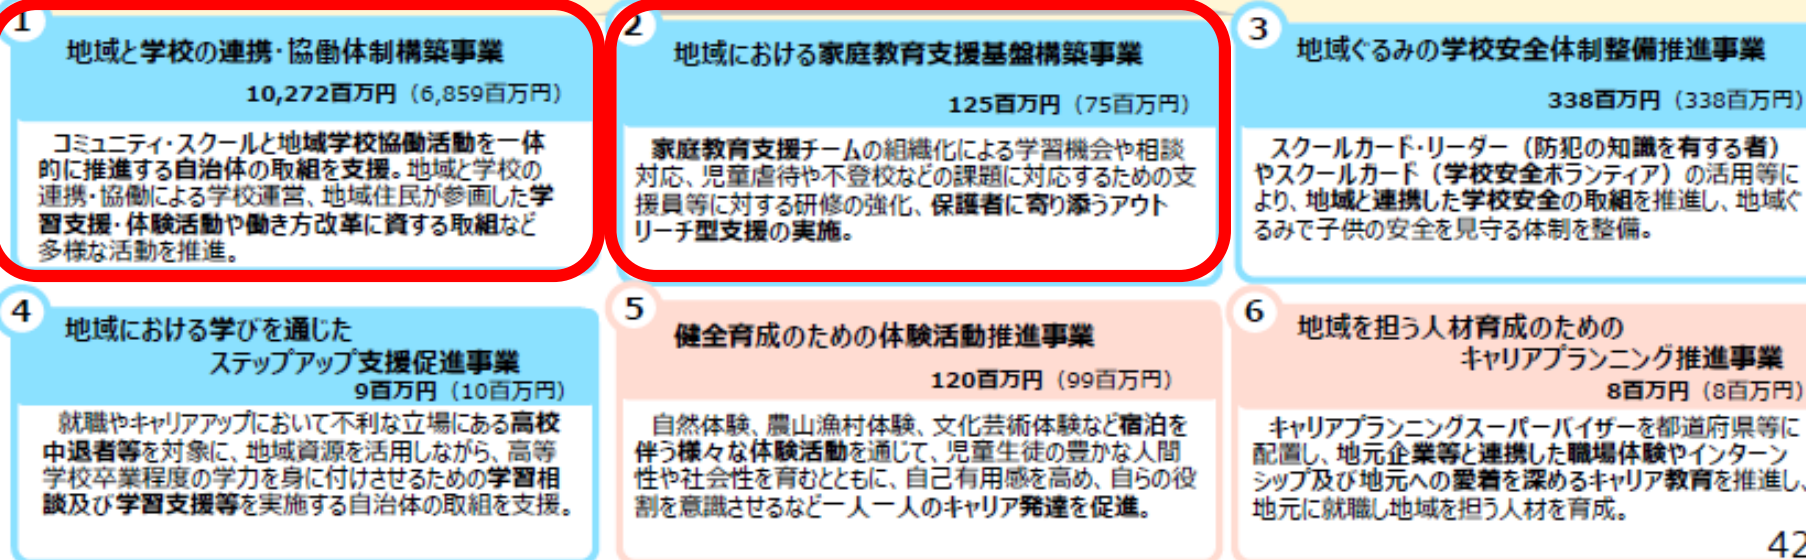 1
地域と学校の連携・協働体制構築事業
10,272百万円（6,859百万円）
コミュニティ・スクールと地域学校協働活動を一体
的に推進する自治体の取組を支援。地域と学校の
連携・協働による学校運営、地域住民が参画した学
習支援・体験活動や働き方改革に資する取組など
多様な活動を推進。
2
地域における家庭教育支援基盤構築事業
125百万円（75百万円）
家庭教育支援チームの組織化による学習機会や相談
対応、児童虐待や不登校などの課題に対応するための支
援員等に対する研修の強化、保護者に寄り添うアウト
リーチ型支援の実施。
3
地域ぐるみの学校安全体制整備推進事業
338百万円（338百万円）
スクールガード・リーダー（防犯の知識を有する者）
やスクールガード（学校安全ボランティア）の活用等に
より、地域と連携した学校安全の取組を推進し、地域ぐ
るみで子供の安全を見守る体制を整備。
4
地域における学びを通じた
ステップアップ支援促進事業
9百万円（10百万円）
就職やキャリアアップにおいて不利な立場にある高校
中退者等を対象に、地域資源を活用しながら、高等
学校卒業程度の学力を身に付けさせるための学習相
談及び学習支援等を実施する自治体の取組を支援。
5
健全育成のための体験活動推進事業
120百万円（99百万円）
自然体験、農山漁村体験、文化芸術体験など宿泊を
伴う様々な体験活動を通じて、児童生徒の豊かな人間
性や社会性を育むとともに、自己有用感を高め、自らの役
割を意識させるなど一人一人のキャリア発達を促進。
6
地域を担う人材育成のための
キャリアプランニング推進事業
8百万円（8百万円）
キャリアプランニングスーパーバイザーを都道府県等に
配置し、地元企業等と連携した職場体験やインターン
シップ及び地元への愛着を深めるキャリア教育を推進し、
地元に就職し地域を担う人材を育成。
42